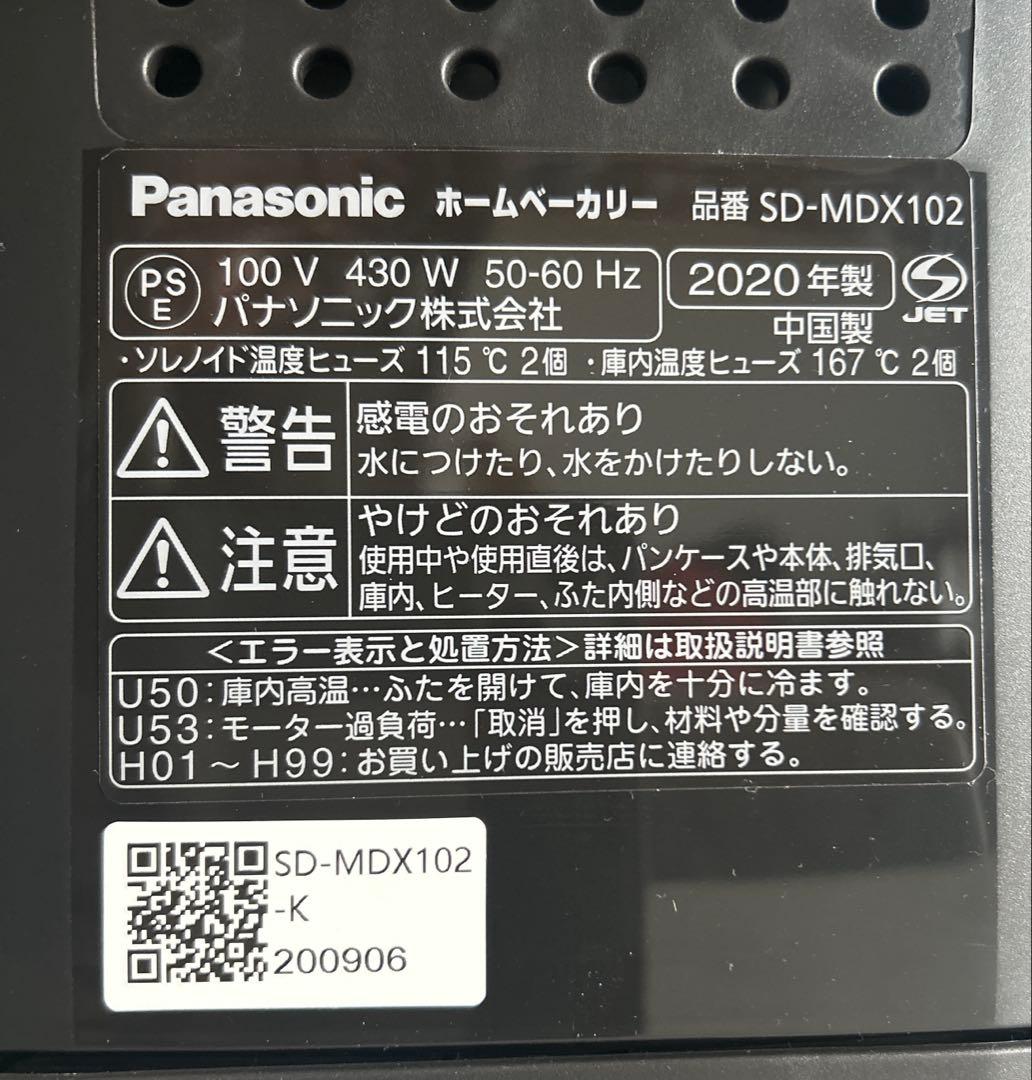 Panasonic ホームベーカリー 品番 SD-MDX102
PS E 100 V 430 W 50-60 Hz
パナソニック株式会社
2020年製
中国製
JET
・ソレノイド温度ヒューズ 115 ℃ 2個 ・庫内温度ヒューズ 167 ℃ 2個
警告
感電のおそれあり
水につけたり、水をかけたりしない。
注意
やけどのおそれあり
使用中や使用直後は、パンケースや本体、排気口、
庫内、ヒーター、ふた内側などの高温部に触れない。
<エラー表示と処置方法>詳細は取扱説明書参照
U50:庫内高温…ふたを開けて、庫内を十分に冷ます。
U53:モーター過負荷…「取消」を押し、材料や分量を確認する。
H01～H99:お買い上げの販売店に連絡する。
SD-MDX102
-K
200906